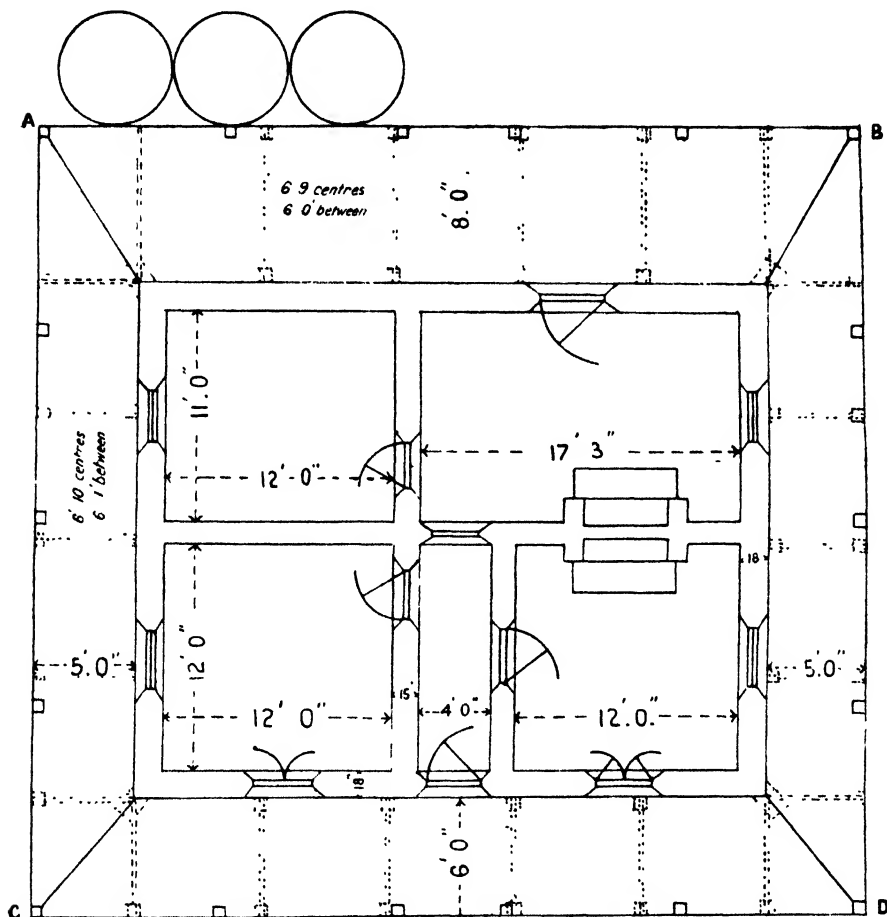 A
B
6 9 centres
6 0' between
8'. 0"
11'. 0"
12'-0"
17' 3"
6' 10 centres
6 1' between
18"
5'. 0"
12'. 0"
12' 0"
15'
4'. 0"
12'. 0."
5'. 0"
18"
6' 0"
C
D